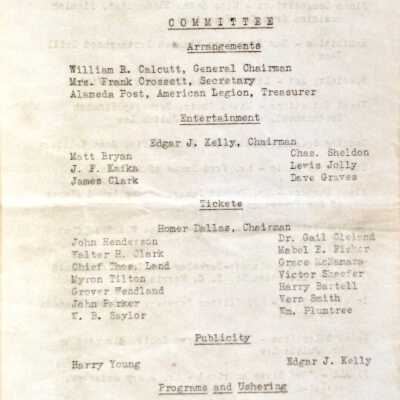 COMMITTEE
Arrangements
William R. Calcutt, General Chairman
Mrs. Frank Crossett, Secretary
Alameda Post, American Legion, Treasurer
Entertainment
Edgar J. Kelly, Chairman
Matt Bryan Chas. Sheldon
J. F. Kafka Lewis Jolly
James Clark Dave Graves
Tickets
Homer Dallas, Chairman
John Henderson Dr. Gail Cleland
Walter H. Clark Mabel E. Fisher
Chief Thos. Land Grace McNamara
Myron Tilton Victor Shaefer
Grover Wendland Harry Bartell
John Parker Vern Smith
W. B. Saylor Wm. Plumtree
Publicity
Harry Young Edgar J. Kelly
Programs and Ushering